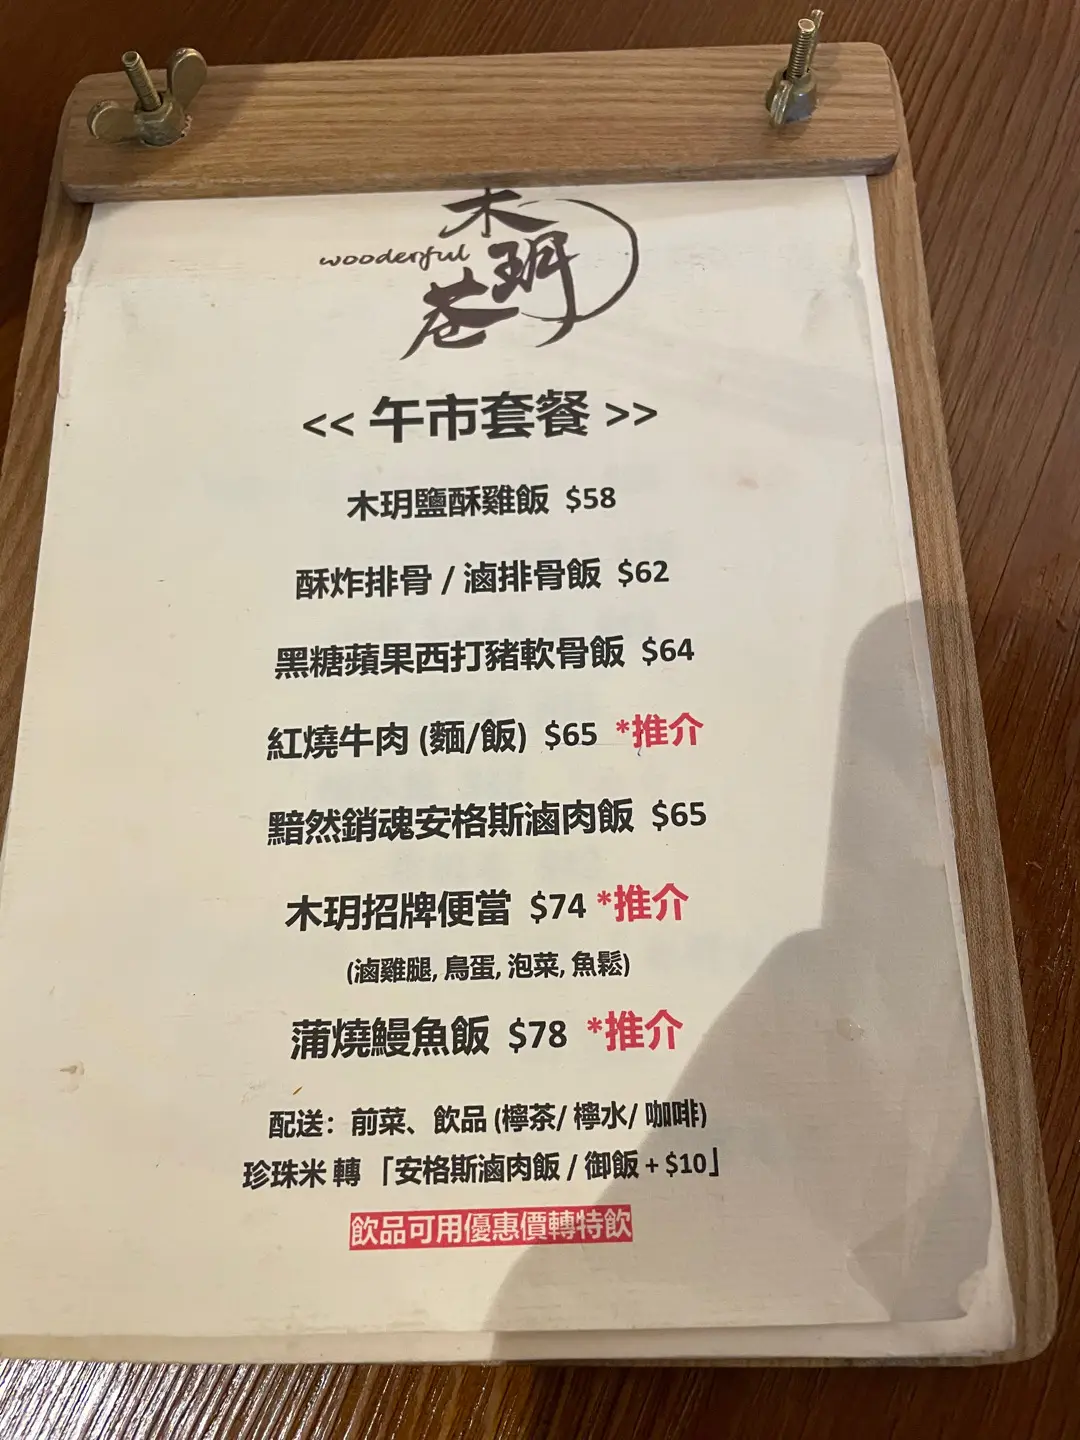 木玥巷
wooderful
<< 午市套餐 >>
木玥鹽酥雞飯 $58
酥炸排骨 / 滷排骨飯 $62
黑糖蘋果西打豬軟骨飯 $64
紅燒牛肉 (麵/飯) $65 *推介
黯然銷魂安格斯滷肉飯 $65
木玥招牌便當 $74 *推介
(滷雞腿, 鳥蛋, 泡菜, 魚鬆)
蒲燒鰻魚飯 $78 *推介
配送：前菜、飲品 (檸茶/ 檸水/ 咖啡)
珍珠米 轉 「安格斯滷肉飯 / 御飯 + $10」
飲品可用優惠價轉特飲